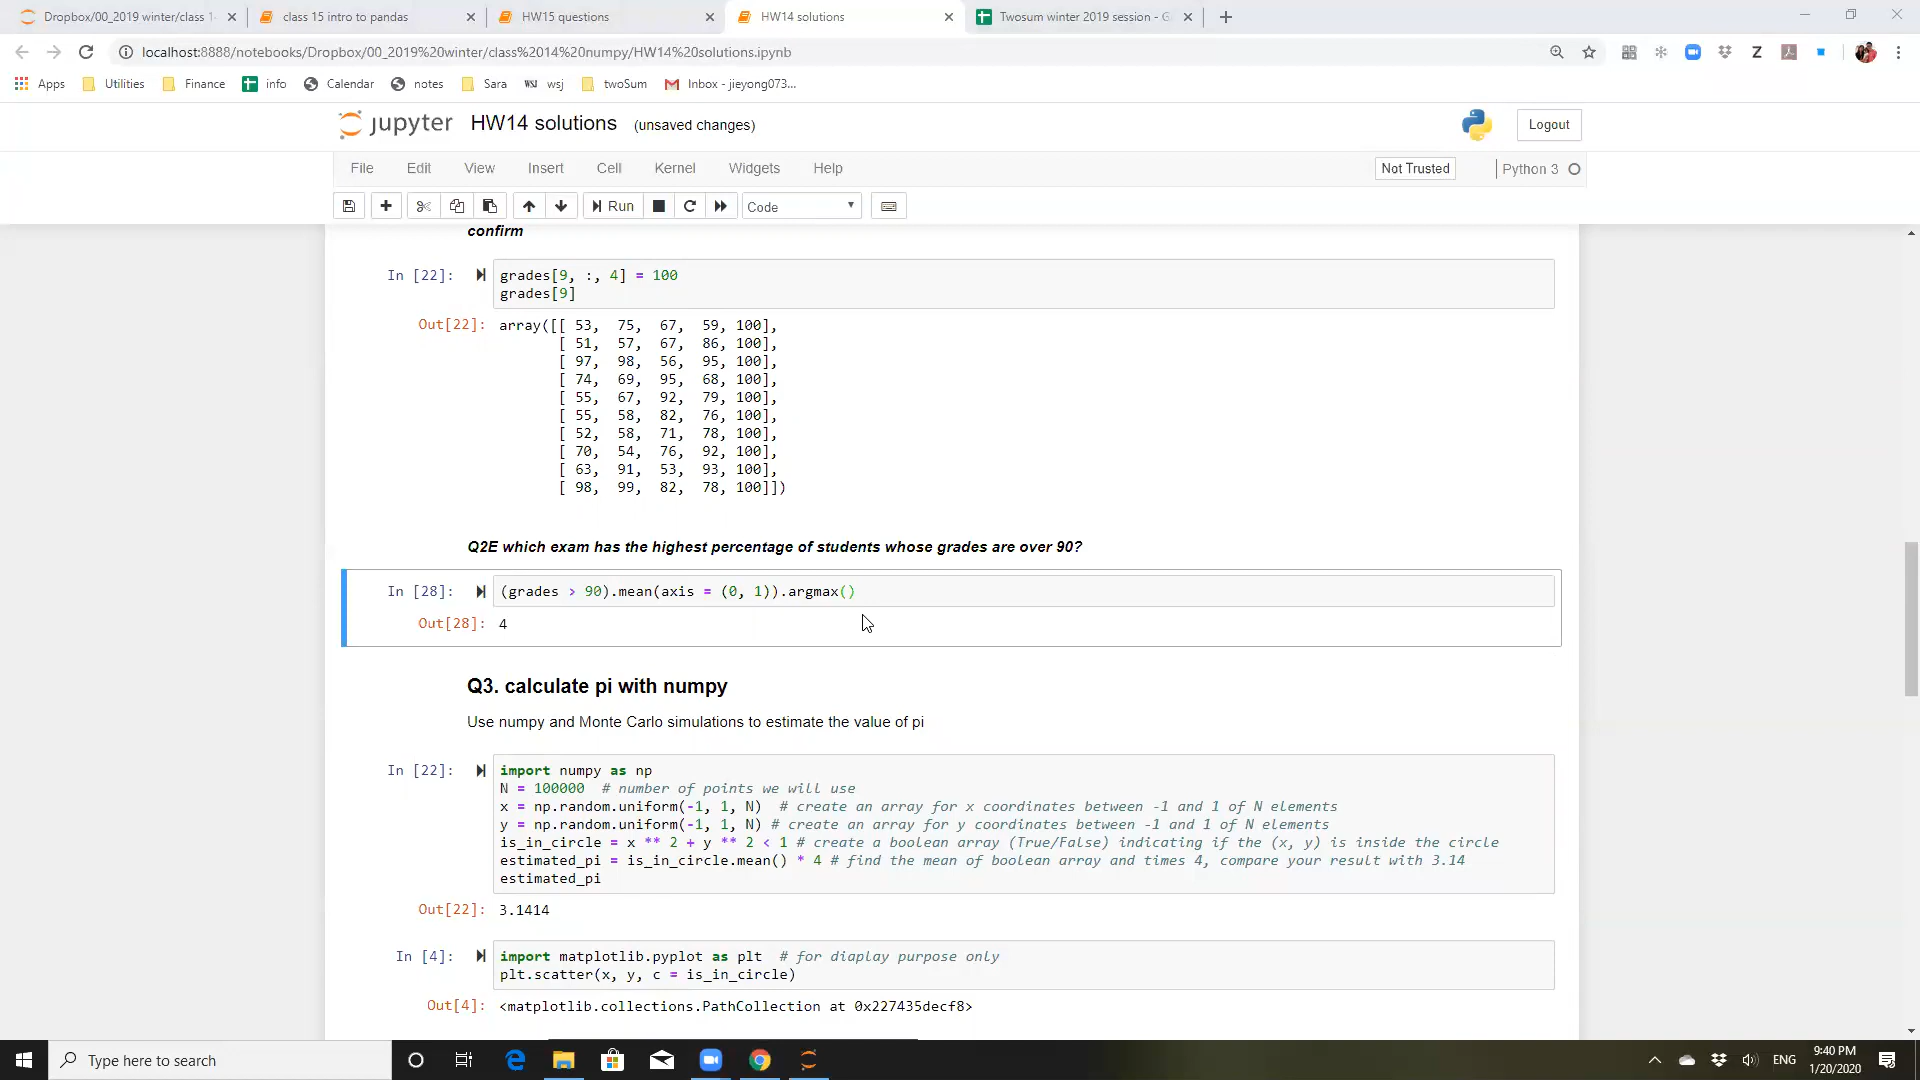 Dropbox/00_2019 winter/class 1
class 15 intro to pandas
HW15 questions
HW14 solutions
Twosum winter 2019 session - G
localhost:8888/notebooks/Dropbox/00_2019%20winter/class%2014%20numpy/HW14%20solutions.ipynb
Apps
Utilities
Finance
info
Calendar
notes
Sara
WSJ wsj
twoSum
Inbox - jieyong073...
jupyter HW14 solutions (unsaved changes)
Logout
File Edit View Insert Cell Kernel Widgets Help
Not Trusted
Python 3
Run
Code
confirm
In [22]: grades[9, :, 4] = 100
grades[9]
Out[22]: array([[ 53, 75, 67, 59, 100],
[ 51, 57, 67, 86, 100],
[ 97, 98, 56, 95, 100],
[ 74, 69, 95, 68, 100],
[ 55, 67, 92, 79, 100],
[ 55, 58, 82, 76, 100],
[ 52, 58, 71, 78, 100],
[ 70, 54, 76, 92, 100],
[ 63, 91, 53, 93, 100],
[ 98, 99, 82, 78, 100]])
Q2E which exam has the highest percentage of students whose grades are over 90?
In [28]: (grades > 90).mean(axis = (0, 1)).argmax()
Out[28]: 4
Q3. calculate pi with numpy
Use numpy and Monte Carlo simulations to estimate the value of pi
In [22]: import numpy as np
N = 100000 # number of points we will use
x = np.random.uniform(-1, 1, N) # create an array for x coordinates between -1 and 1 of N elements
y = np.random.uniform(-1, 1, N) # create an array for y coordinates between -1 and 1 of N elements
is_in_circle = x ** 2 + y ** 2 < 1 # create a boolean array (True/False) indicating if the (x, y) is inside the circle
estimated_pi = is_in_circle.mean() * 4 # find the mean of boolean array and times 4, compare your result with 3.14
estimated_pi
Out[22]: 3.1414
In [4]: import matplotlib.pyplot as plt # for diaplay purpose only
plt.scatter(x, y, c = is_in_circle)
Out[4]: <matplotlib.collections.PathCollection at 0x227435decf8>
Type here to search
ENG
9:40 PM
1/20/2020